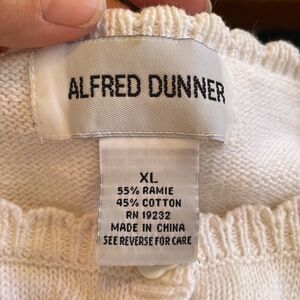 ALFRED DUNNER
XL
55% RAMIE
45% COTTON
RN 19232
MADE IN CHINA
SEE REVERSE FOR CARE